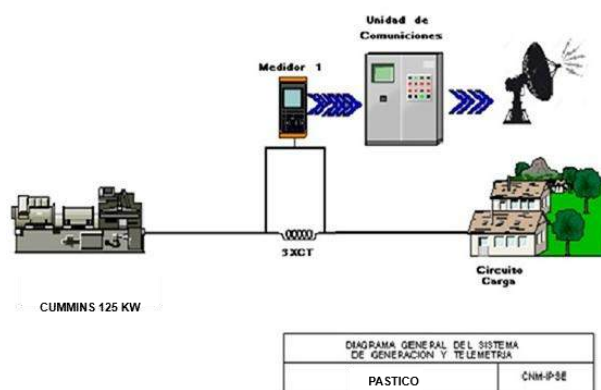 Unidad de
Comuniciones
Medidor 1
3XCT
CUMMINS 125 KW
Circuito
Carga
DIAGRAMA GENERAL DEL SISTEMA
DE GENERACION Y TELEMETRIA
PASTICO
CNM-IPSE